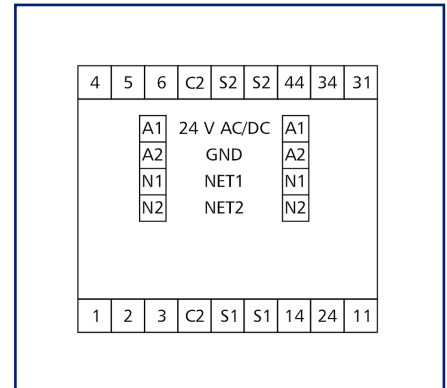 4 5 6 C2 S2 S2 44 34 31
A1 24 V AC/DC A1
A2 GND A2
N1 NET1 N1
N2 NET2 N2
1 2 3 C2 S1 S1 14 24 11